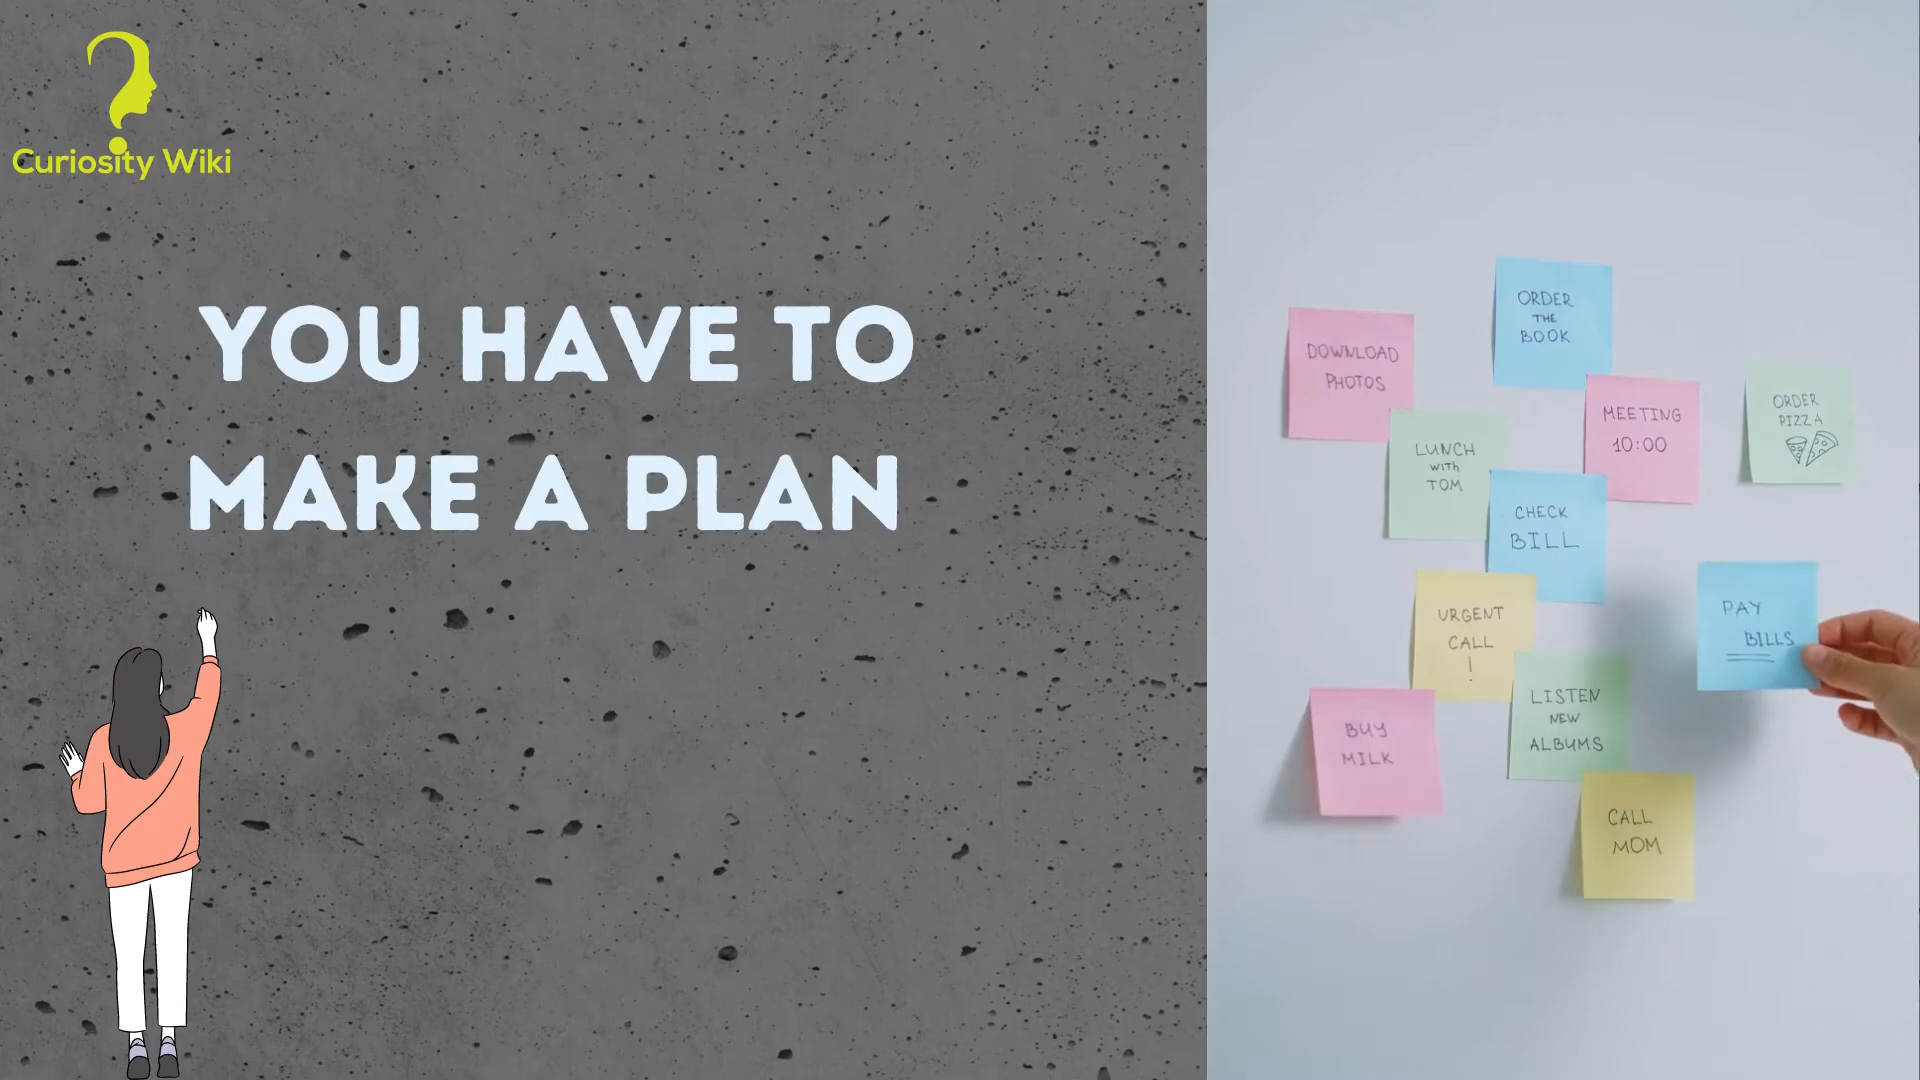 Curiosity Wiki
YOU HAVE TO
MAKE A PLAN
ORDER
THE
BOOK
DOWNLOAD
PHOTOS
MEETING
10:00
ORDER
PIZZA
LUNCH
with
TOM
CHECK
BILL
PAY
BILLS
URGENT
CALL
!
LISTEN
NEW
ALBUMS
BUY
MILK
CALL
MOM